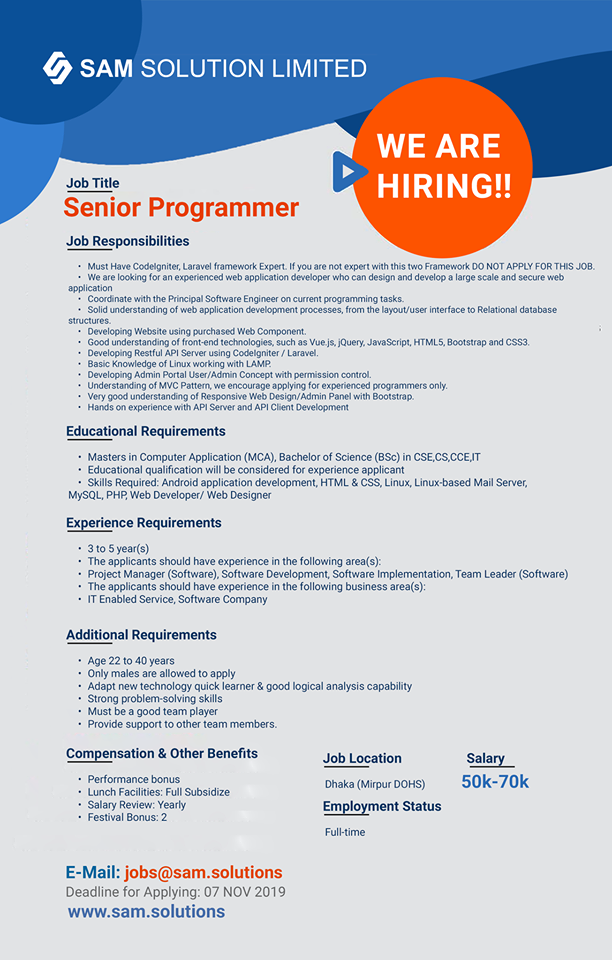 SAM SOLUTION LIMITED
WE ARE
HIRING!!
Job Title
Senior Programmer
Job Responsibilities
• Must Have CodeIgniter, Laravel framework Expert. If you are not expert with this two Framework DO NOT APPLY FOR THIS JOB.
• We are looking for an experienced web application developer who can design and develop a large scale and secure web
application
• Coordinate with the Principal Software Engineer on current programming tasks.
• Solid understanding of web application development processes, from the layout/user interface to Relational database
structures.
• Developing Website using purchased Web Component.
• Good understanding of front-end technologies, such as Vue.js, jQuery, JavaScript, HTML5, Bootstrap and CSS3.
• Developing Restful API Server using CodeIgniter / Laravel.
• Basic Knowledge of Linux working with LAMP.
• Developing Admin Portal User/Admin Concept with permission control.
• Understanding of MVC Pattern, we encourage applying for experienced programmers only.
• Very good understanding of Responsive Web Design/Admin Panel with Bootstrap.
• Hands on experience with API Server and API Client Development
Educational Requirements
• Masters in Computer Application (MCA), Bachelor of Science (BSc) in CSE,CS,CCE,IT
• Educational qualification will be considered for experience applicant
• Skills Required: Android application development, HTML & CSS, Linux, Linux-based Mail Server,
MySQL, PHP, Web Developer/ Web Designer
Experience Requirements
• 3 to 5 year(s)
• The applicants should have experience in the following area(s):
• Project Manager (Software), Software Development, Software Implementation, Team Leader (Software)
• The applicants should have experience in the following business area(s):
• IT Enabled Service, Software Company
Additional Requirements
• Age 22 to 40 years
• Only males are allowed to apply
• Adapt new technology quick learner & good logical analysis capability
• Strong problem-solving skills
• Must be a good team player
• Provide support to other team members.
Compensation & Other Benefits
• Performance bonus
• Lunch Facilities: Full Subsidize
• Salary Review: Yearly
• Festival Bonus: 2
Job Location
Dhaka (Mirpur DOHS)
Salary
50k-70k
Employment Status
Full-time
E-Mail: jobs@sam.solutions
Deadline for Applying: 07 NOV 2019
www.sam.solutions